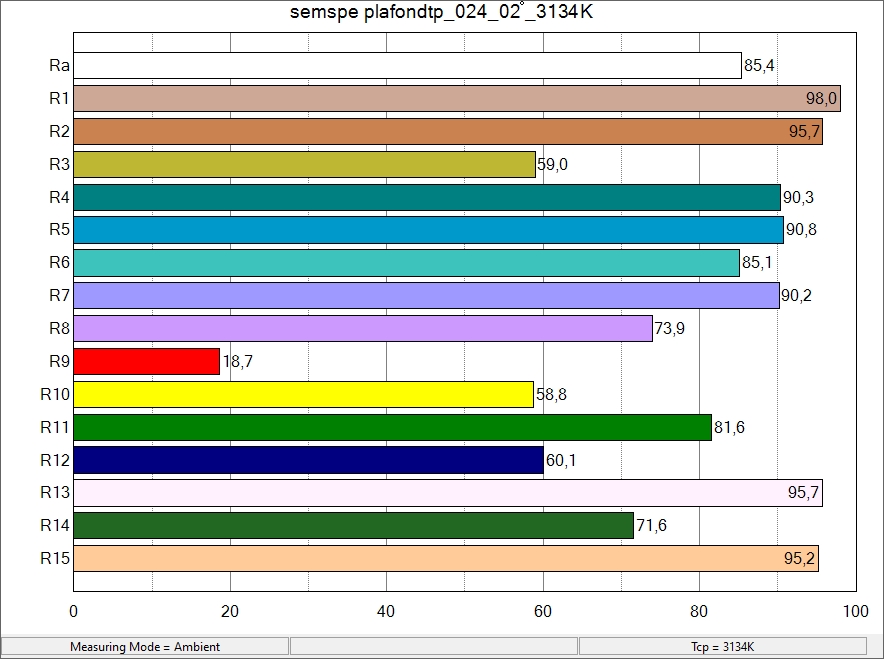 semspe plafondtp_024_02°_3134K
Ra 85,4
R1 98,0
R2 95,7
R3 59,0
R4 90,3
R5 90,8
R6 85,1
R7 90,2
R8 73,9
R9 18,7
R10 58,8
R11 81,6
R12 60,1
R13 95,7
R14 71,6
R15 95,2
0 20 40 60 80 100
Measuring Mode = Ambient Tcp = 3134K